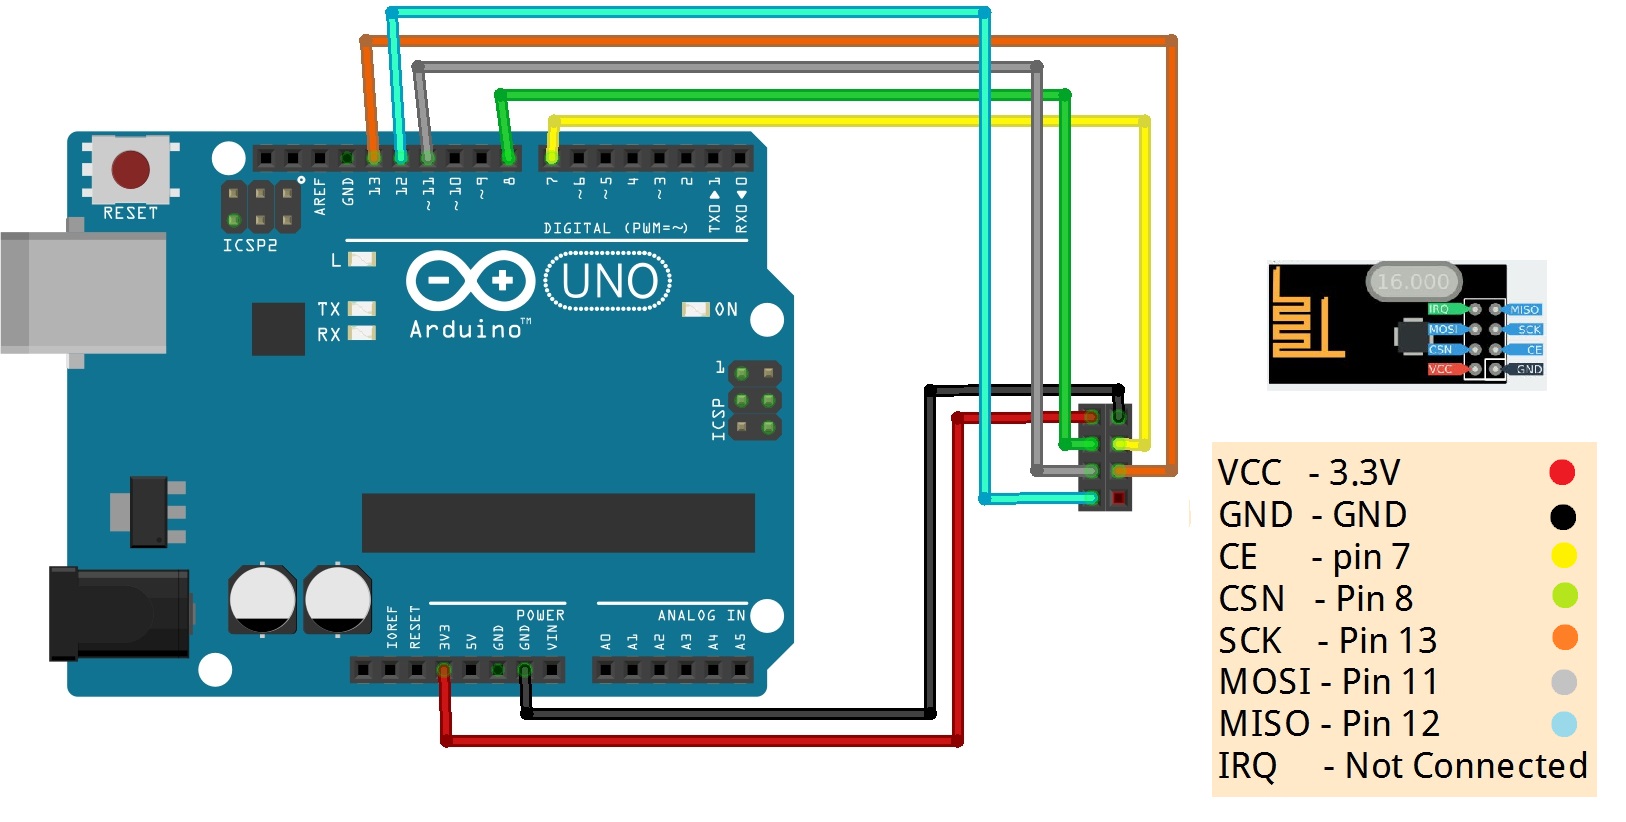 RESET
ICSP2
AREF
GND
13
12
~11
~10
~9
8
7
~6
~5
4
~3
2
TX0▶1
RX0◀0
DIGITAL (PWM=~)
L
TX
RX
UNO
Arduino™
ON
1
ICSP
IOREF
RESET
3V3
5V
GND
GND
VIN
POWER
ANALOG IN
A0
A1
A2
A3
A4
A5
16.000
IRQ MISO
MOSI SCK
CSN CE
VCC GND
VCC - 3.3V
GND - GND
CE - pin 7
CSN - Pin 8
SCK - Pin 13
MOSI - Pin 11
MISO - Pin 12
IRQ - Not Connected